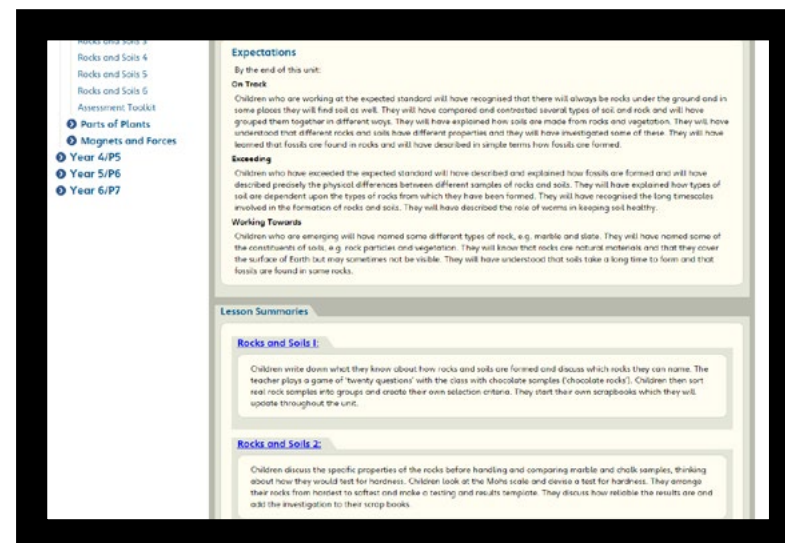 Rocks and Soils 3
Rocks and Soils 4
Rocks and Soils 5
Rocks and Soils 6
Assessment Toolkit
Parts of Plants
Magnets and Forces
Year 4/P5
Year 5/P6
Year 6/P7
Expectations
By the end of this unit:
On Track
Children who are working at the expected standard will have recognised that there will always be rocks under the ground and in
some places they will find soil as well. They will have compared and contrasted several types of soil and rock and will have
grouped them together in different ways. They will have explained how soils are made from rocks and vegetation. They will have
understood that different rocks and soils have different properties and they will have investigated some of these. They will have
learned that fossils are found in rocks and will have described in simple terms how fossils are formed.
Exceeding
Children who have exceeded the expected standard will have described and explained how fossils are formed and will have
described precisely the physical differences between different samples of rocks and soils. They will have explained how types of
soil are dependent upon the types of rocks from which they have been formed. They will have recognised the long timescales
involved in the formation of rocks and soils. They will have described the role of worms in keeping soil healthy.
Working Towards
Children who are emerging will have named some different types of rock, e.g. marble and slate. They will have named some of
the constituents of soils, e.g. rock particles and vegetation. They will know that rocks are natural materials and that they cover
the surface of Earth but may sometimes not be visible. They will have understood that soils take a long time to form and that
fossils are found in some rocks.
Lesson Summaries
Rocks and Soils 1:
Children write down what they know about how rocks and soils are formed and discuss which rocks they can name. The
teacher plays a game of 'twenty questions' with the class with chocolate samples ('chocolate rocks'). Children then sort
real rock samples into groups and create their own selection criteria. They start their own scrapbooks which they will
update throughout the unit.
Rocks and Soils 2:
Children discuss the specific properties of the rocks before handling and comparing marble and chalk samples, thinking
about how they would test for hardness. Children look at the Mohs scale and devise a test for hardness. They arrange
their rocks from hardest to softest and make a testing and results template. They discuss how reliable the results are and
add the investigation to their scrap books.